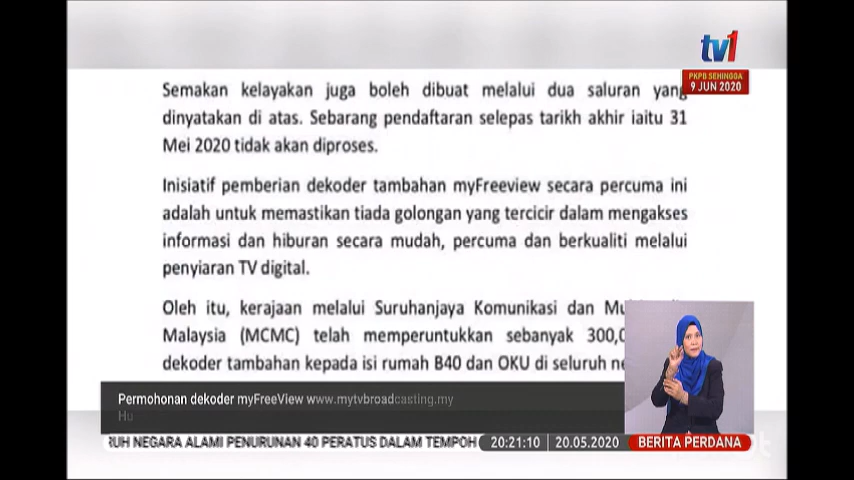 tv1
PKPB SEHINGGA
9 JUN 2020
Semakan kelayakan juga boleh dibuat melalui dua saluran yang
dinyatakan di atas. Sebarang pendaftaran selepas tarikh akhir iaitu 31
Mei 2020 tidak akan diproses.
Inisiatif pemberian dekoder tambahan myFreeview secara percuma ini
adalah untuk memastikan tiada golongan yang tercicir dalam mengakses
informasi dan hiburan secara mudah, percuma dan berkualiti melalui
penyiaran TV digital.
Oleh itu, kerajaan melalui Suruhanjaya Komunikasi dan
Malaysia (MCMC) telah memperuntukkan sebanyak
dekoder tambahan kepada isi rumah B40 dan OKU di seluruh
Permohonan dekoder myFreeView www.mytvbroadcasting.my
Hu
NEGARA ALAMI PENURUNAN 40 PERATUS DALAM TEMPOH 20:21:10 20.05.2020 BERITA PERDANA